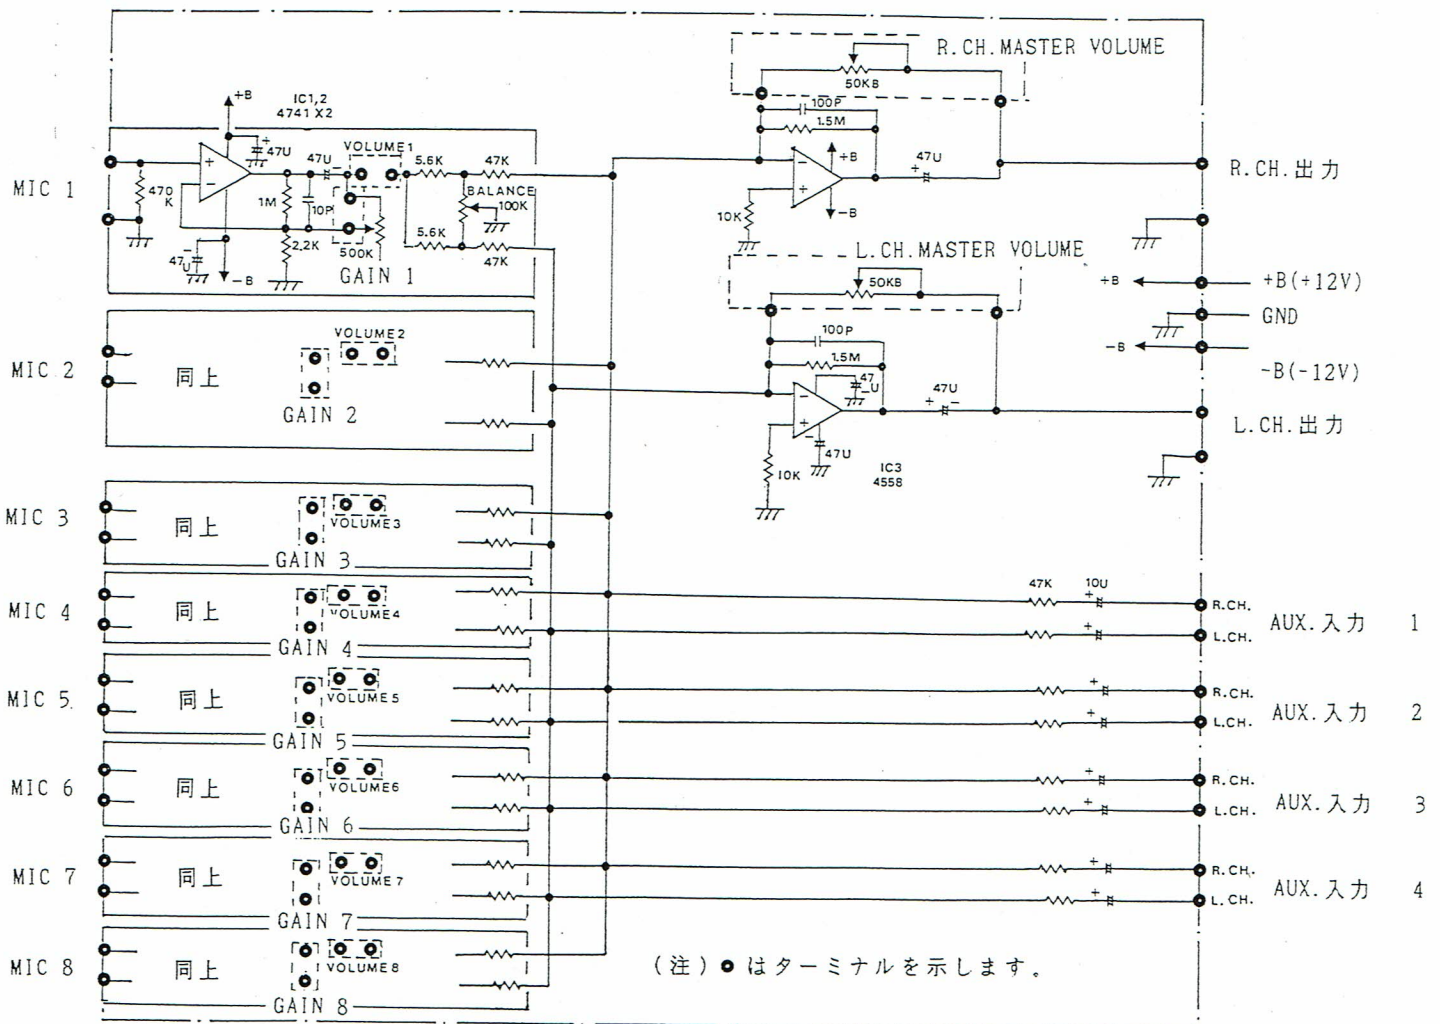 R.CH.MASTER VOLUME
50KB
100P
1.5M
+B
IC1,2
4741 X2
+
47U
47U
+
VOLUME1
5.6K
47K
MIC 1
+
−
470
K
1M
10P
BALANCE
100K
2.2K
500K
5.6K
47K
−
47
U
−B
GAIN 1
−
+
+B
−B
10K
47U
+
R.CH.出力
L.CH.MASTER VOLUME
50KB
100P
1.5M
+B
+B(+12V)
GND
−B
−B(-12V)
−
+
47
−U
47U
+ −
−
47U
10K
IC3
4558
L.CH.出力
MIC 2
同上
VOLUME2
GAIN 2
MIC 3
同上
VOLUME3
GAIN 3
MIC 4
同上
VOLUME4
GAIN 4
47K
10U
+
R.CH.
+
L.CH.
AUX.入力 1
MIC 5
同上
VOLUME5
GAIN 5
+
R.CH.
+
L.CH.
AUX.入力 2
MIC 6
同上
VOLUME6
GAIN 6
+
R.CH.
+
L.CH.
AUX.入力 3
MIC 7
同上
VOLUME7
GAIN 7
+
R.CH.
+
L.CH.
AUX.入力 4
MIC 8
同上
VOLUME8
GAIN 8
(注) はターミナルを示します。